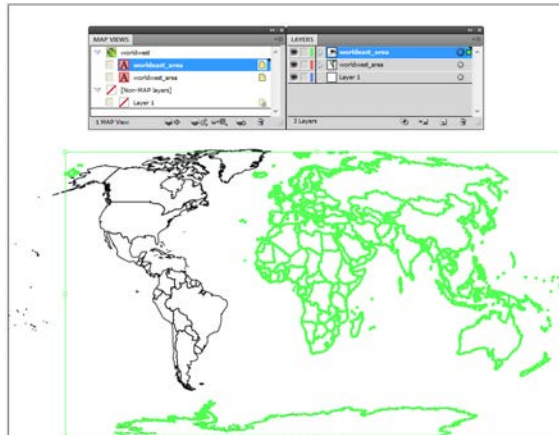 MAP VIEWS
worldwest
A worldeast_area
A worldwest_area
[Non-MAP layers]
Layer 1
1 MAP View
LAYERS
worldeast_area
worldwest_area
Layer 1
3 Layers